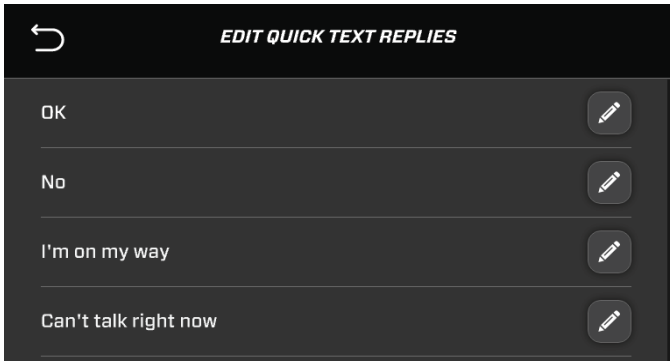 EDIT QUICK TEXT REPLIES
OK
No
I'm on my way
Can't talk right now